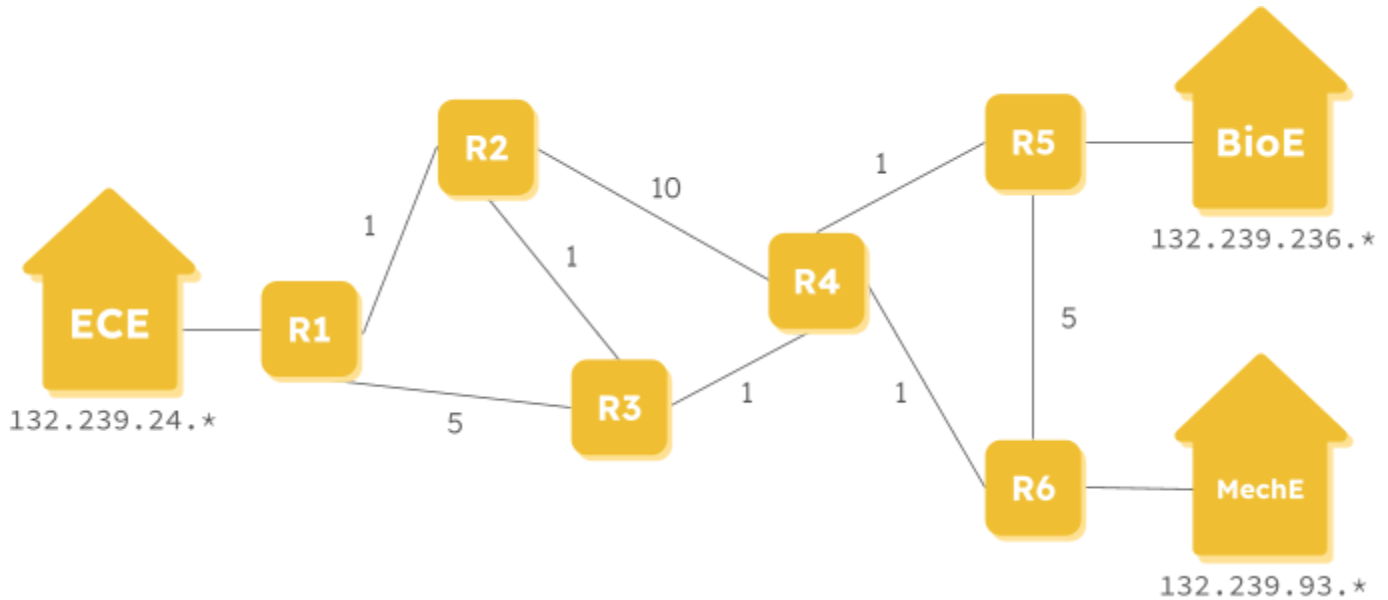 R2
R5
BioE
132.239.236.*
1
10
1
1
ECE
132.239.24.*
R1
R4
5
5
R3
1
1
R6
MechE
132.239.93.*